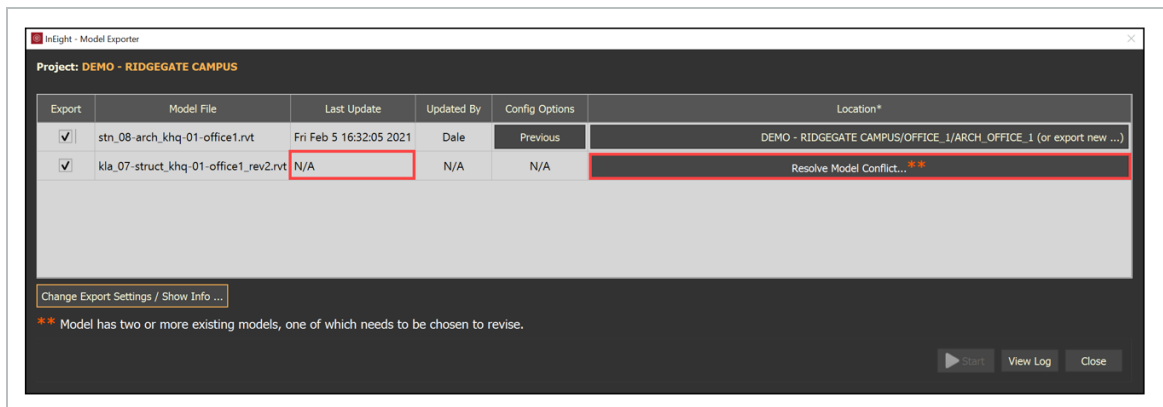 InEight - Model Exporter
Project: DEMO - RIDGEGATE CAMPUS
Export Model File Last Update Updated By Config Options Location*
stn_08-arch_khq-01-office1.rvt Fri Feb 5 16:32:05 2021 Dale Previous DEMO - RIDGEGATE CAMPUS/OFFICE_1/ARCH_OFFICE_1 (or export new ...)
kla_07-struct_khq-01-office1_rev2.rvt N/A N/A N/A Resolve Model Conflict...**
Change Export Settings / Show Info ...
** Model has two or more existing models, one of which needs to be chosen to revise.
Start View Log Close